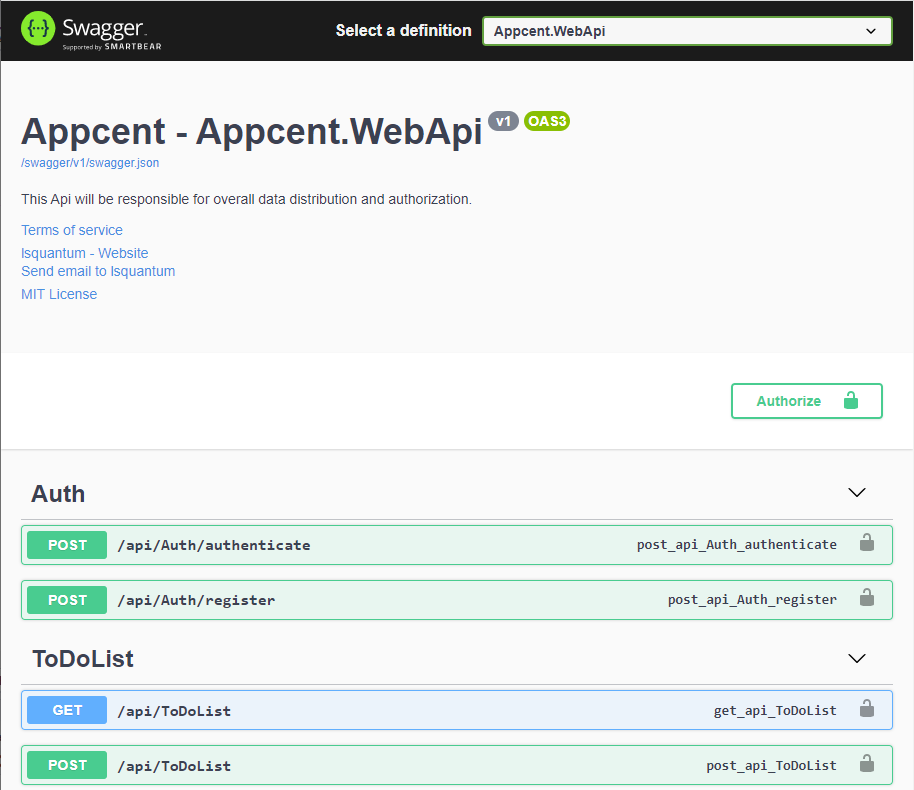 {··} Swagger
Supported by SMARTBEAR
Select a definition
Appcent.WebApi
Appcent - Appcent.WebApi v1 OAS3
/swagger/v1/swagger.json
This Api will be responsible for overall data distribution and authorization.
Terms of service
Isquantum - Website
Send email to Isquantum
MIT License
Authorize
Auth
POST /api/Auth/authenticate post_api_Auth_authenticate
POST /api/Auth/register post_api_Auth_register
ToDoList
GET /api/ToDoList get_api_ToDoList
POST /api/ToDoList post_api_ToDoList